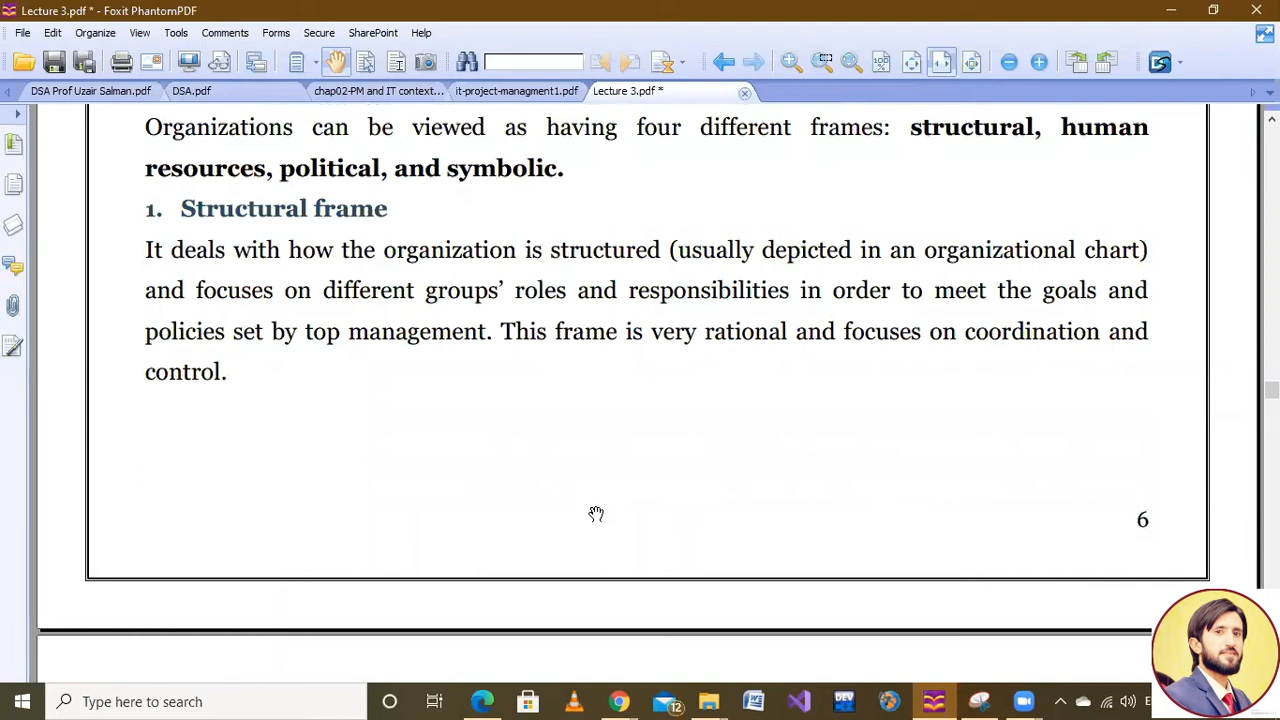 Lecture 3.pdf * - Foxit PhantomPDF
File Edit Organize View Tools Comments Forms Secure SharePoint Help
DSA Prof Uzair Salman.pdf DSA.pdf chap02-PM and IT context... it-project-managment1.pdf Lecture 3.pdf *
Organizations can be viewed as having four different frames: structural, human
resources, political, and symbolic.
1. Structural frame
It deals with how the organization is structured (usually depicted in an organizational chart)
and focuses on different groups’ roles and responsibilities in order to meet the goals and
policies set by top management. This frame is very rational and focuses on coordination and
control.
6
Type here to search
12
DEV
E